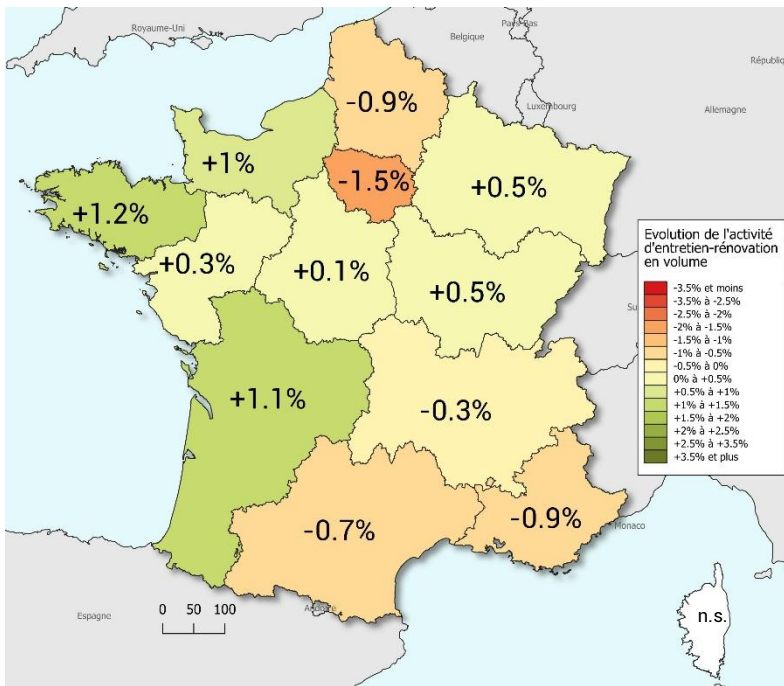 Royaume-Uni
Belgique
Pays-Bas
Luxembourg
Allemagne
-0.9%
+1%
-1.5%
+0.5%
+1.2%
+0.3%
+0.1%
+0.5%
+1.1%
-0.3%
-0.7%
-0.9%
Monaco
Espagne
0 50 100
n.s.
Evolution de l'activité
d'entretien-rénovation
en volume
-3.5% et moins
-3.5% à -2.5%
-2.5% à -2%
-2% à -1.5%
-1.5% à -1%
-1% à -0.5%
-0.5% à 0%
0% à +0.5%
+0.5% à +1%
+1% à +1.5%
+1.5% à +2%
+2% à +2.5%
+2.5% à +3.5%
+3.5% et plus